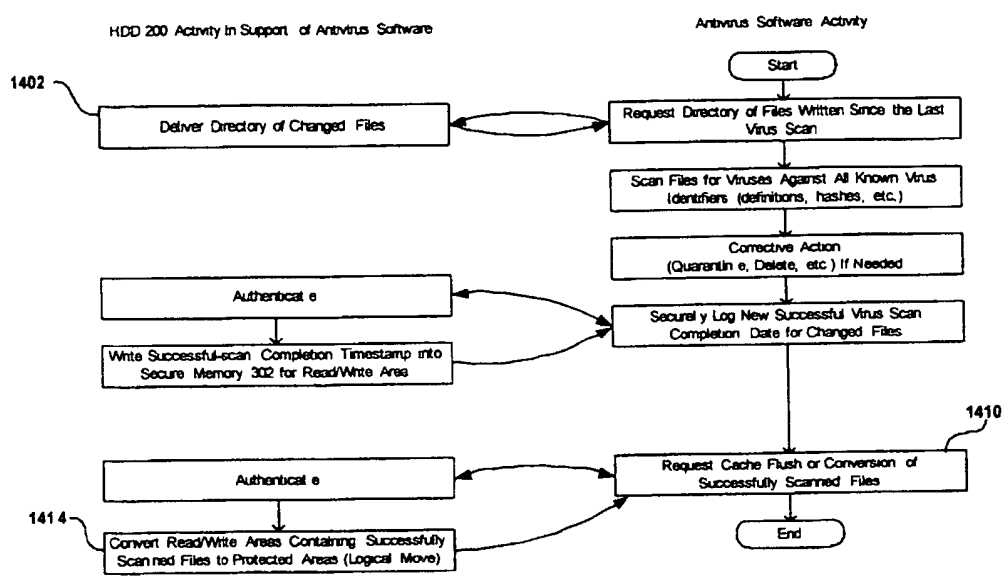 HDD 200 Activity In Support of Antivirus Software
Antivirus Software Activity
Start
1402
Deliver Directory of Changed Files
Request Directory of Files Written Since the Last
Virus Scan
Scan Files for Viruses Against All Known Virus
Identifiers (definitions, hashes, etc.)
Corrective Action
(Quarantin e, Delete, etc ) If Needed
Authenticat e
Securel y Log New Successful Virus Scan
Completion Date for Changed Files
Write Successful-scan Completion Timestamp into
Secure Memory 302 for Read/Write Area
1410
Request Cache Flush or Conversion of
Successfully Scanned Files
Authenticat e
End
1414
Convert Read/Write Areas Containing Successfully
Scanned Files to Protected Areas (Logical Move)